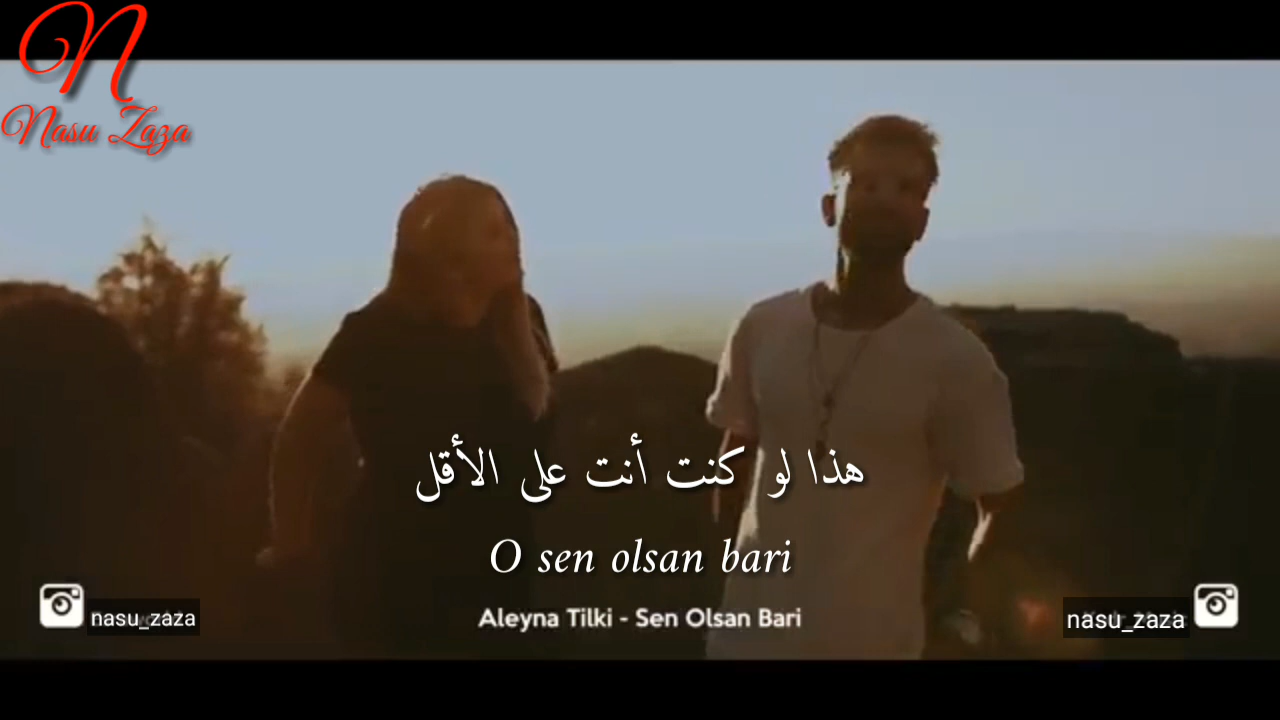 N
Nasu Zaza
هذا لو كنت أنت على الأقل
O sen olsan bari
Aleyna Tilki - Sen Olsan Bari
nasu_zaza
nasu_zaza